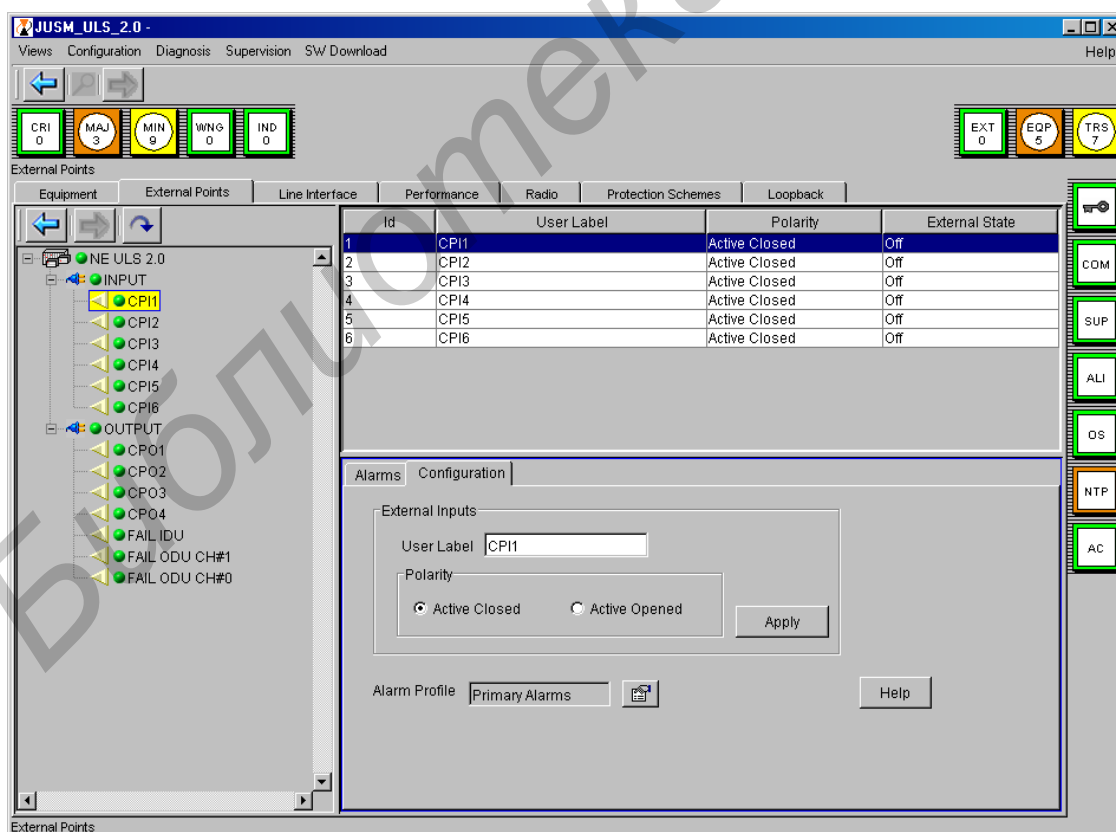 JUSM_ULS_2.0 -
Views Configuration Diagnosis Supervision SW Download Help
CRI 0
MAJ 3
MIN 9
WNG 0
IND 0
EXT 0
EQP 5
TRS 7
External Points
Equipment External Points Line Interface Performance Radio Protection Schemes Loopback
NE ULS 2.0
INPUT
CPI1
CPI2
CPI3
CPI4
CPI5
CPI6
OUTPUT
CPO1
CPO2
CPO3
CPO4
FAIL IDU
FAIL ODU CH#1
FAIL ODU CH#0
Id User Label Polarity External State
1 CPI1 Active Closed Off
2 CPI2 Active Closed Off
3 CPI3 Active Closed Off
4 CPI4 Active Closed Off
5 CPI5 Active Closed Off
6 CPI6 Active Closed Off
Alarms Configuration
External Inputs
User Label CPI1
Polarity
Active Closed Active Opened
Apply
Alarm Profile Primary Alarms
Help
COM
SUP
ALI
OS
NTP
AC
External Points
Библиотека